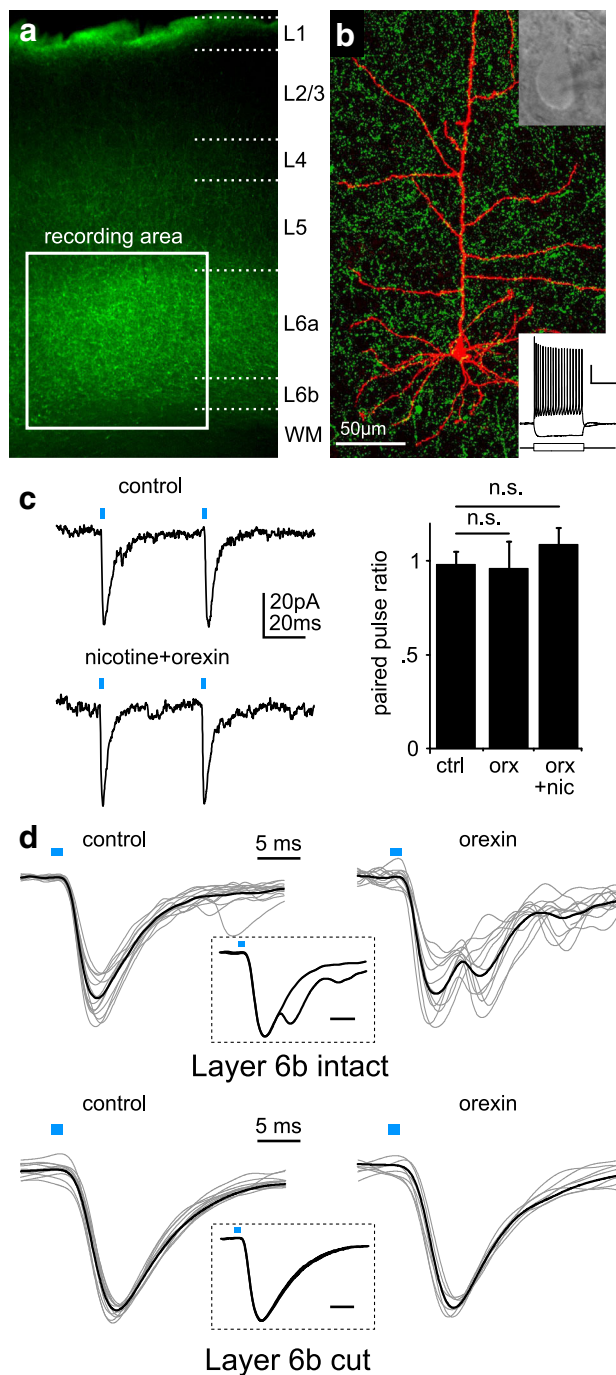 a
L1
L2/3
L4
L5
recording area
L6a
L6b
WM
b
50µm
c
control
20pA
20ms
nicotine+orexin
n.s.
n.s.
paired pulse ratio
1
.5
0
ctrl
orx
orx
+nic
d
control
5 ms
orexin
Layer 6b intact
control
5 ms
orexin
Layer 6b cut